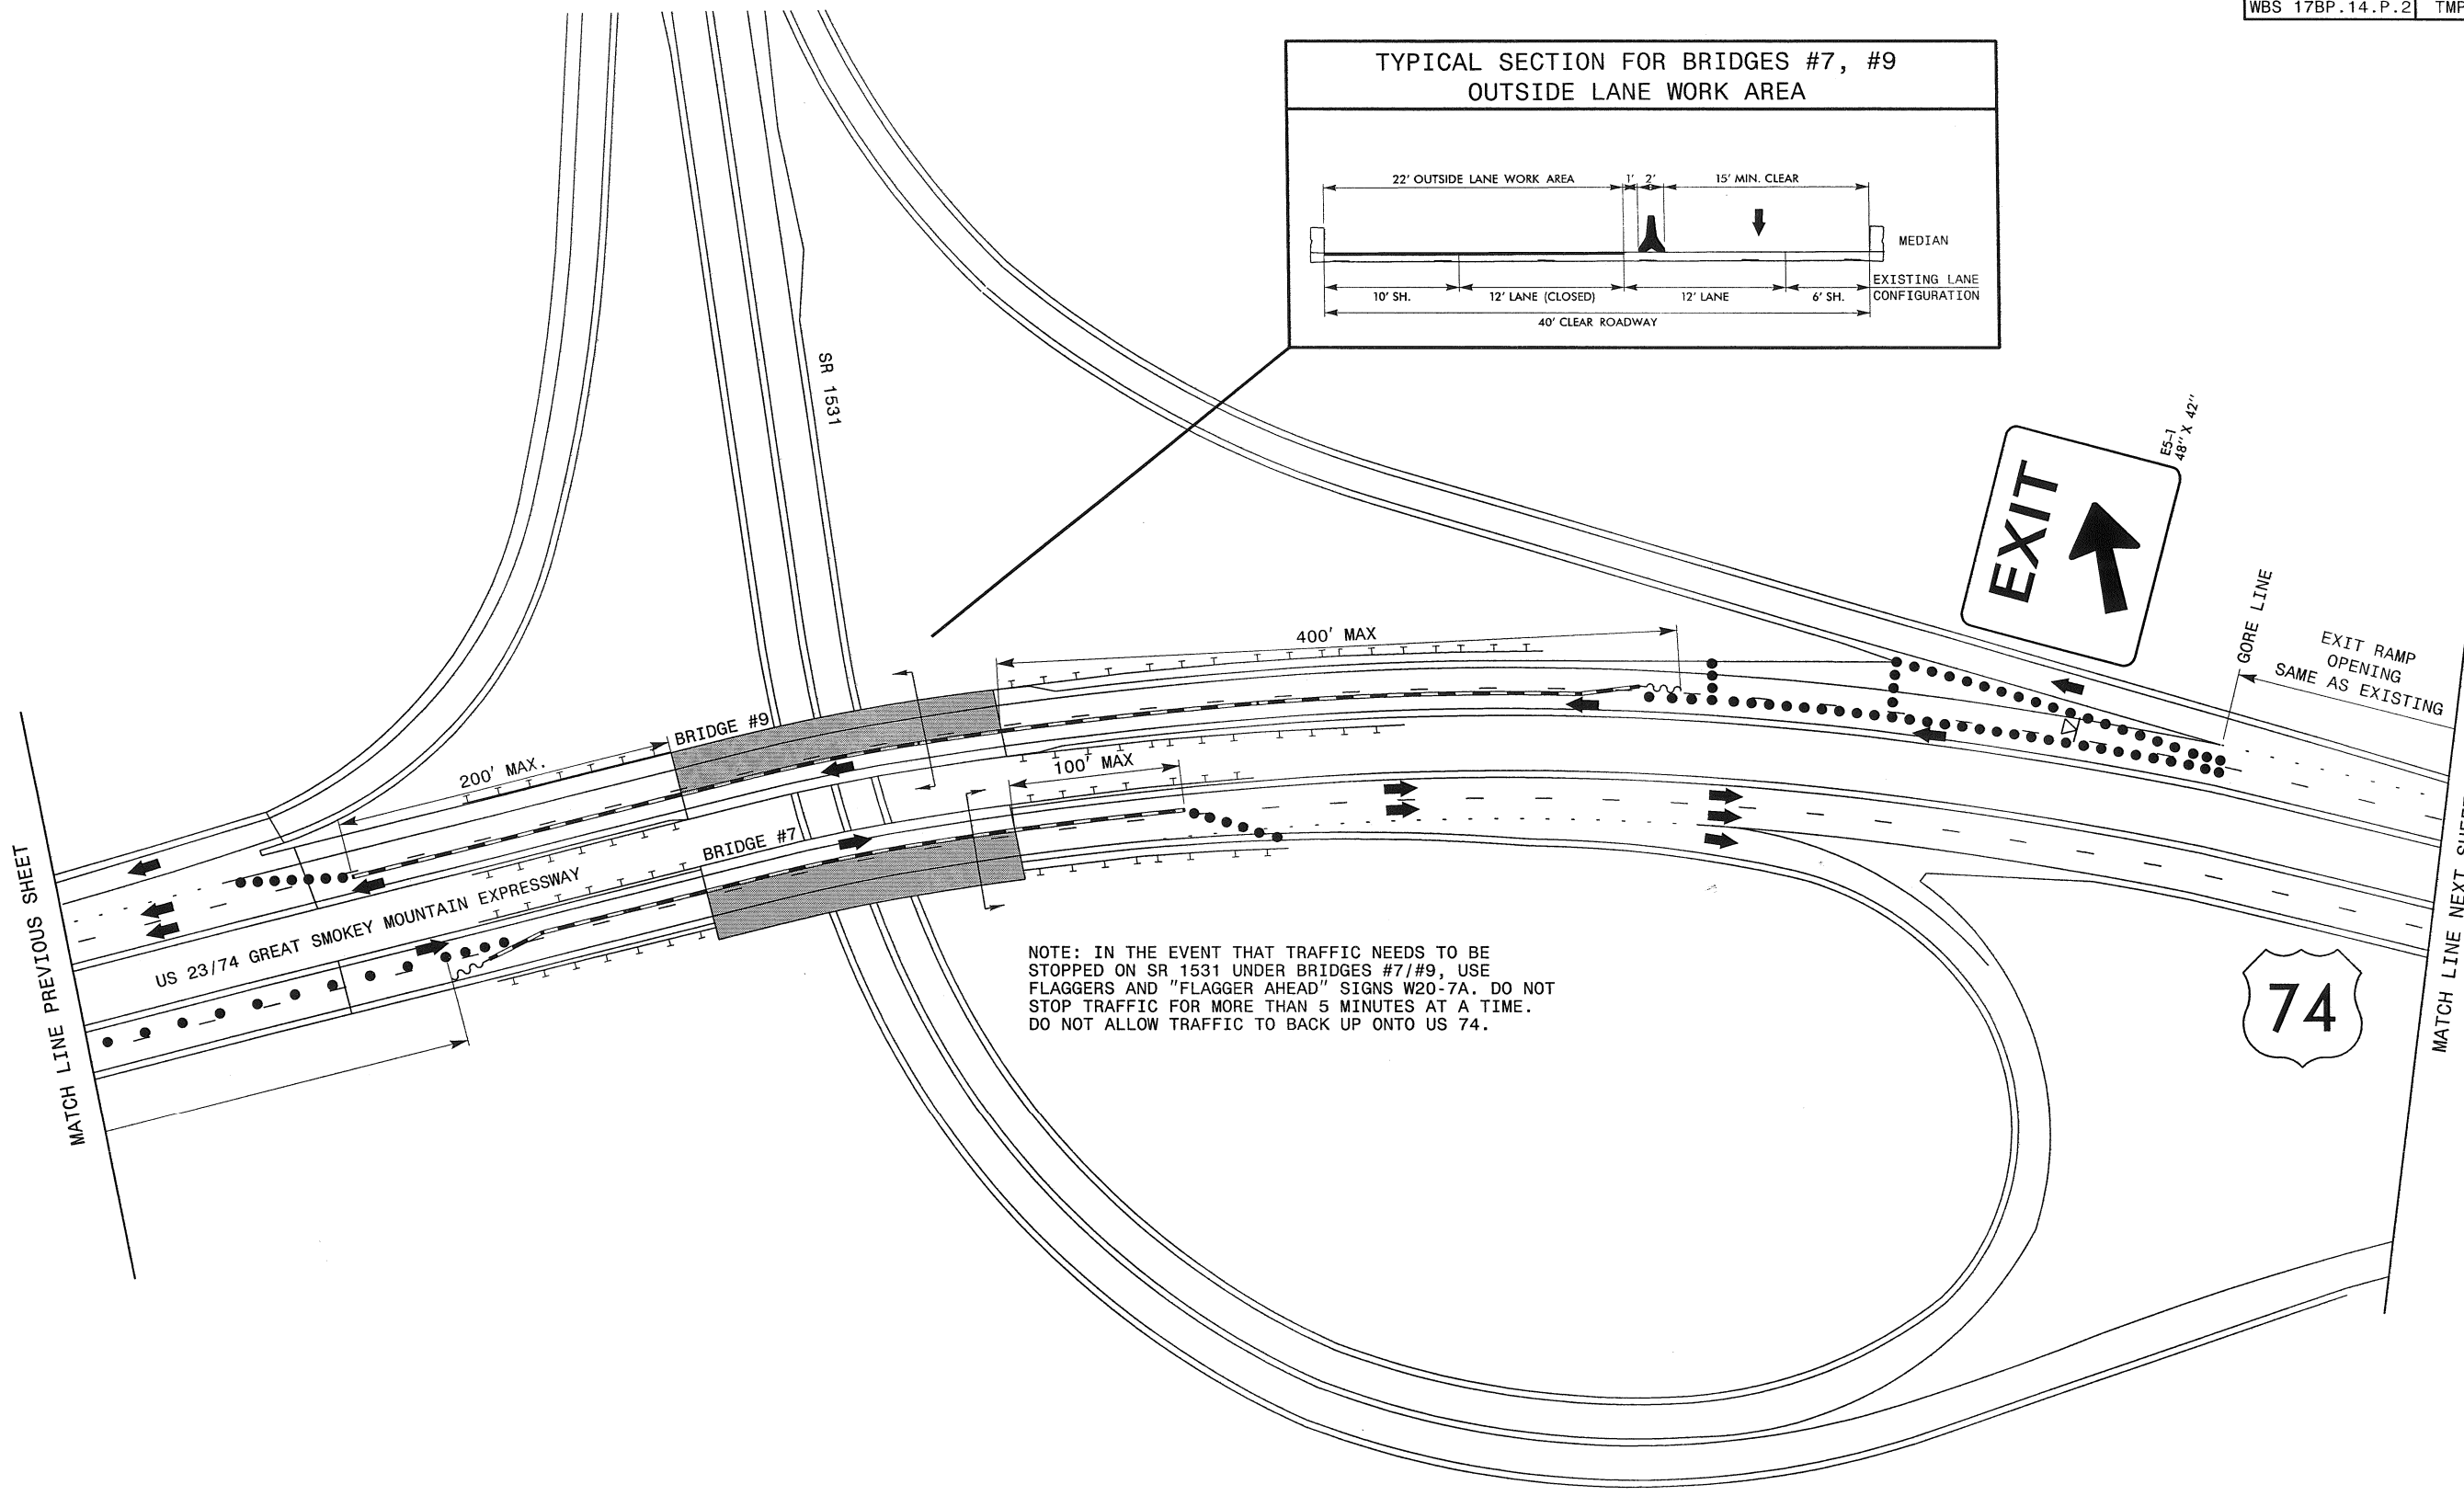 WBS 17BP.14.P.2 TMP
TYPICAL SECTION FOR BRIDGES #7, #9
OUTSIDE LANE WORK AREA
22' OUTSIDE LANE WORK AREA 1' 2' 15' MIN. CLEAR
MEDIAN
EXISTING LANE
CONFIGURATION
10' SH. 12' LANE (CLOSED) 12' LANE 6' SH.
40' CLEAR ROADWAY
SR 1531
E5-1
48" X 42"
EXIT
GORE LINE
EXIT RAMP
OPENING
SAME AS EXISTING
400' MAX
BRIDGE #9
200' MAX.
100' MAX
BRIDGE #7
US 23/74 GREAT SMOKEY MOUNTAIN EXPRESSWAY
MATCH LINE PREVIOUS SHEET
NOTE: IN THE EVENT THAT TRAFFIC NEEDS TO BE
STOPPED ON SR 1531 UNDER BRIDGES #7/#9, USE
FLAGGERS AND "FLAGGER AHEAD" SIGNS W20-7A. DO NOT
STOP TRAFFIC FOR MORE THAN 5 MINUTES AT A TIME.
DO NOT ALLOW TRAFFIC TO BACK UP ONTO US 74.
74
MATCH LINE NEXT SHEET